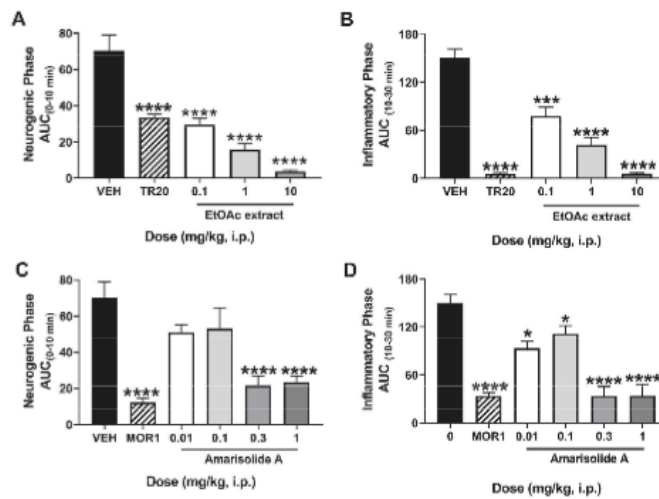 A
Neurogenic Phase
AUC(0-10 min)
80
60
40
20
0
****
****
****
****
VEH
TR20
0.1
1
10
EtOAc extract
Dose (mg/kg, i.p.)
B
Inflammatory Phase
AUC (10-30 min)
180
120
60
0
****
***
****
****
VEH
TR20
0.1
1
10
EtOAc extract
Dose (mg/kg, i.p.)
C
Neurogenic Phase
AUC(0-10 min)
80
60
40
20
0
****
****
****
VEH
MOR1
0.01
0.1
0.3
1
Amarisolide A
Dose (mg/kg, i.p.)
D
Inflammatory Phase
AUC (10-30 min)
180
120
60
0
****
*
*
****
****
0
MOR1
0.01
0.1
0.3
1
Amarisolide A
Dose (mg/kg, i.p.)